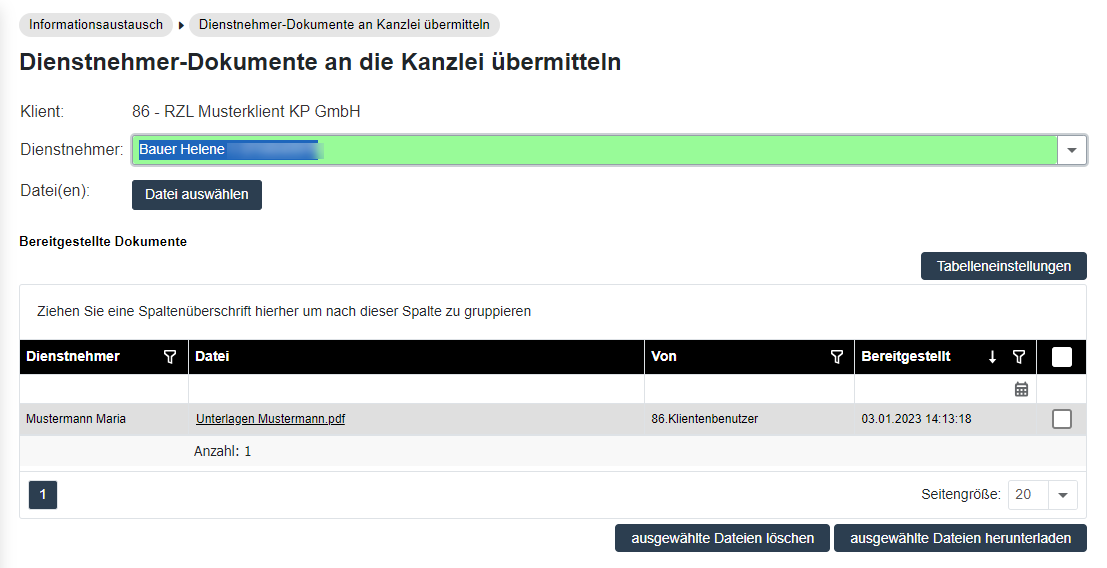 Informationsaustausch Dienstnehmer-Dokumente an Kanzlei übermitteln
Dienstnehmer-Dokumente an die Kanzlei übermitteln
Klient: 86 - RZL Musterklient KP GmbH
Dienstnehmer: Bauer Helene
Datei(en): Datei auswählen
Bereitgestellte Dokumente
Tabelleneinstellungen
Ziehen Sie eine Spaltenüberschrift hierher um nach dieser Spalte zu gruppieren
Dienstnehmer Datei Von Bereitgestellt
Mustermann Maria Unterlagen Mustermann.pdf 86.Klientenbenutzer 03.01.2023 14:13:18
Anzahl: 1
1 Seitengröße: 20
ausgewählte Dateien löschen ausgewählte Dateien herunterladen